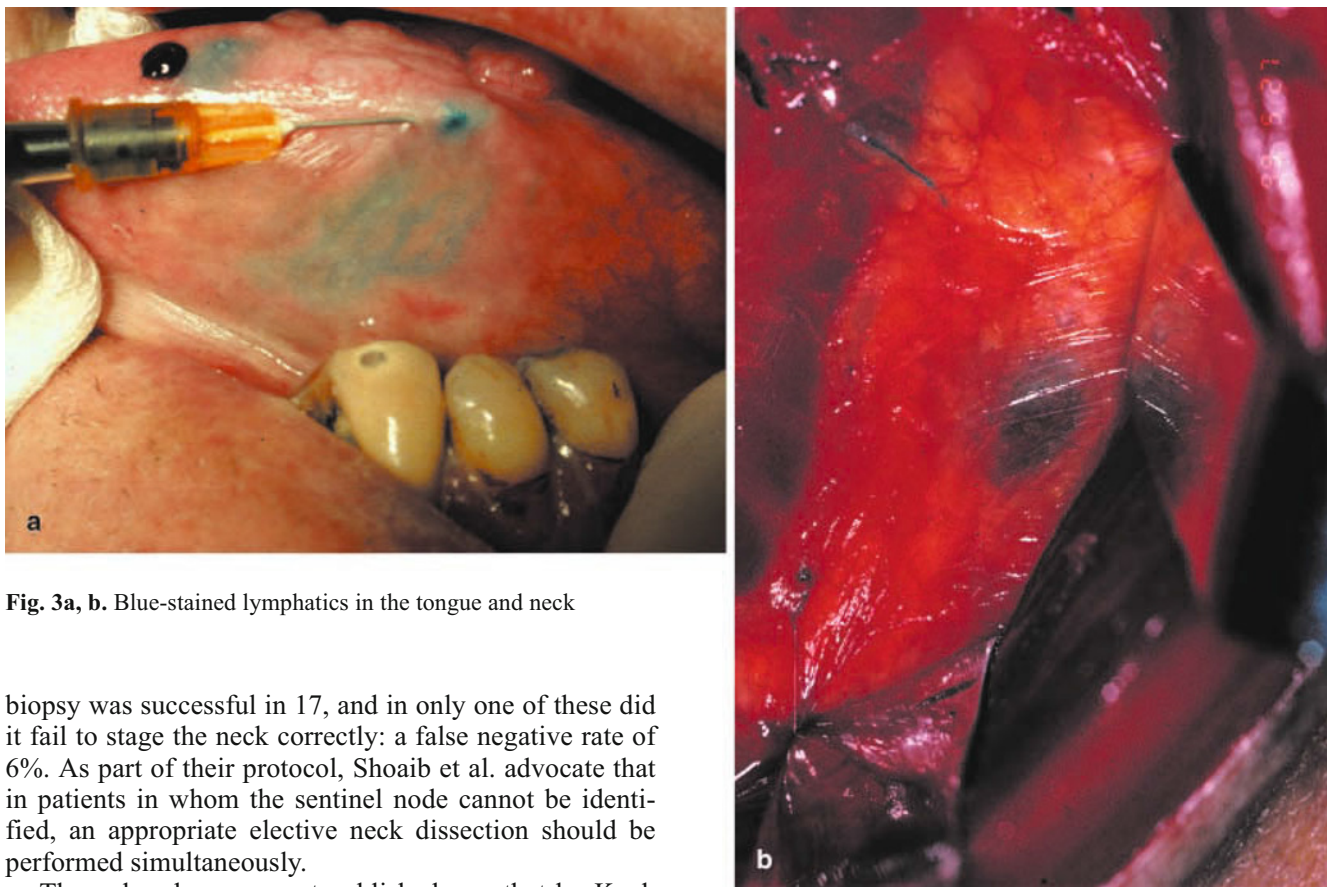 a
Fig. 3a, b. Blue-stained lymphatics in the tongue and neck
biopsy was successful in 17, and in only one of these did
it fail to stage the neck correctly: a false negative rate of
6%. As part of their protocol, Shoaib et al. advocate that
in patients in whom the sentinel node cannot be identi-
fied, an appropriate elective neck dissection should be
performed simultaneously.
b